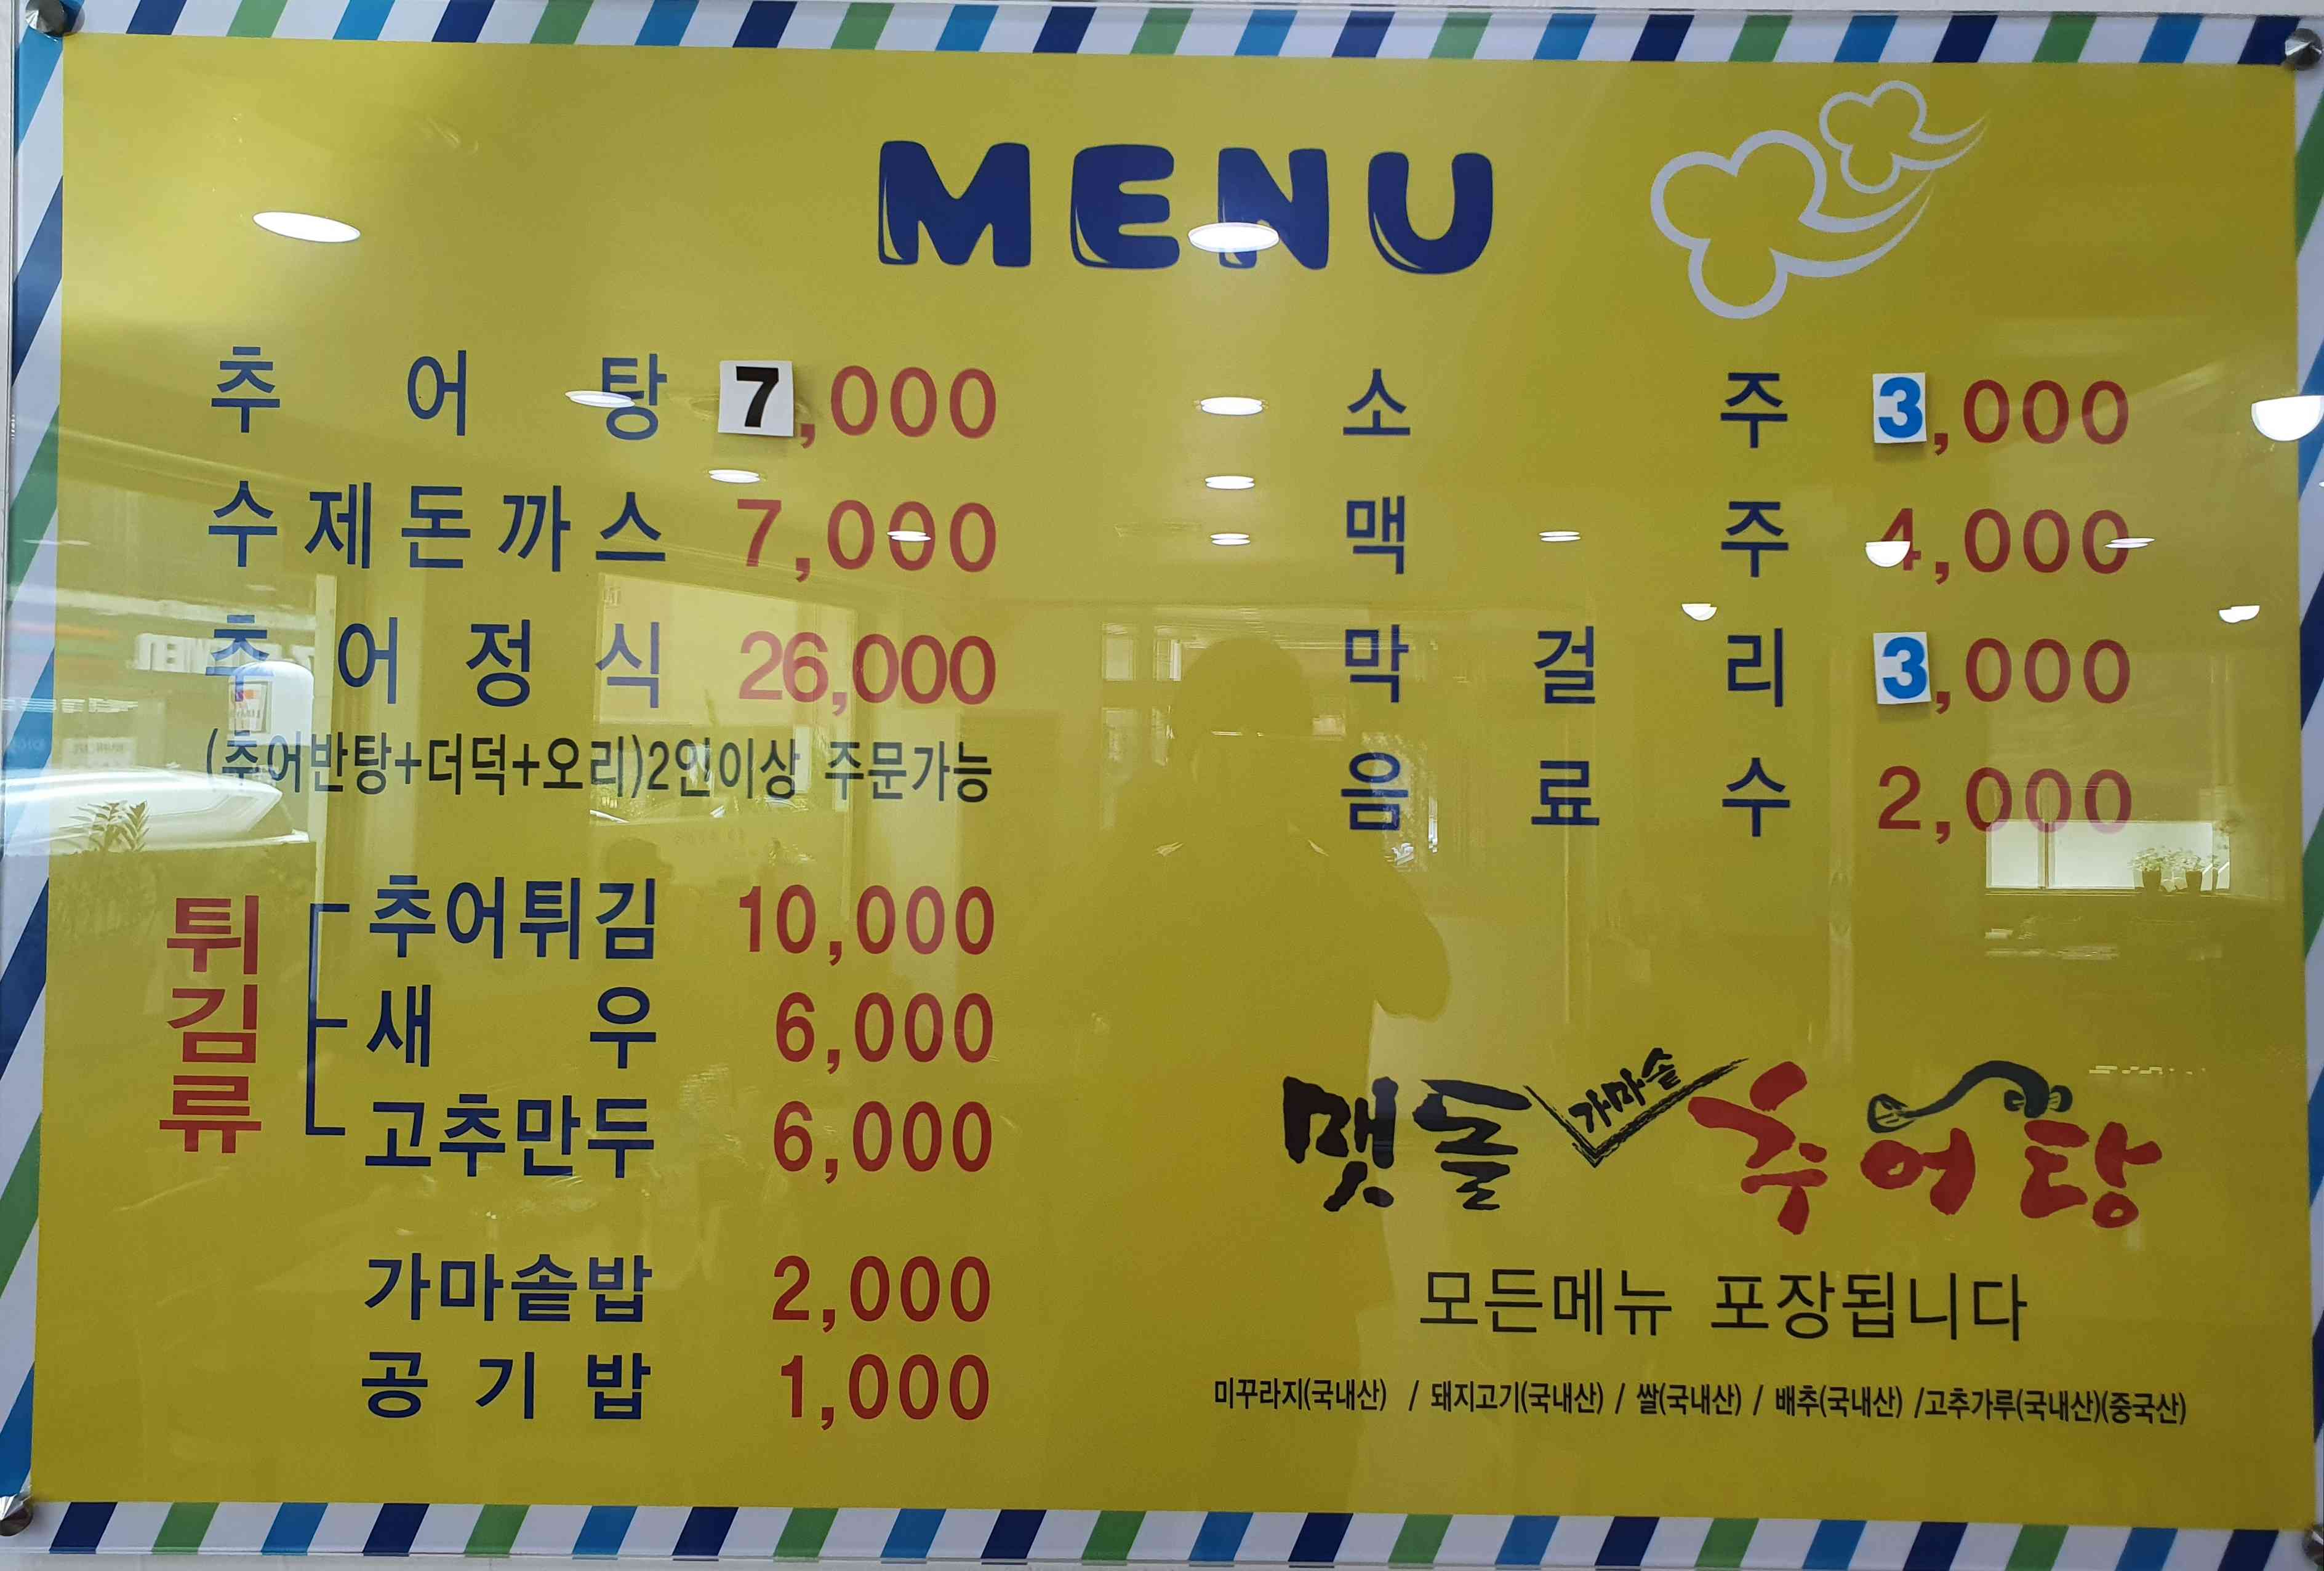 MENU
추어탕 7,000
수제돈까스 7,000
추어정식 26,000
(추어반탕+더덕+오리)2인이상 주문가능
튀김류
추어튀김 10,000
새우 6,000
고추만두 6,000
가마솥밥 2,000
공기밥 1,000
소주 3,000
맥주 4,000
막걸리 3,000
음료수 2,000
맷돌 가마솥 추어탕
모든메뉴 포장됩니다
미꾸라지(국내산) / 돼지고기(국내산) / 쌀(국내산) / 배추(국내산) /고추가루(국내산)(중국산)